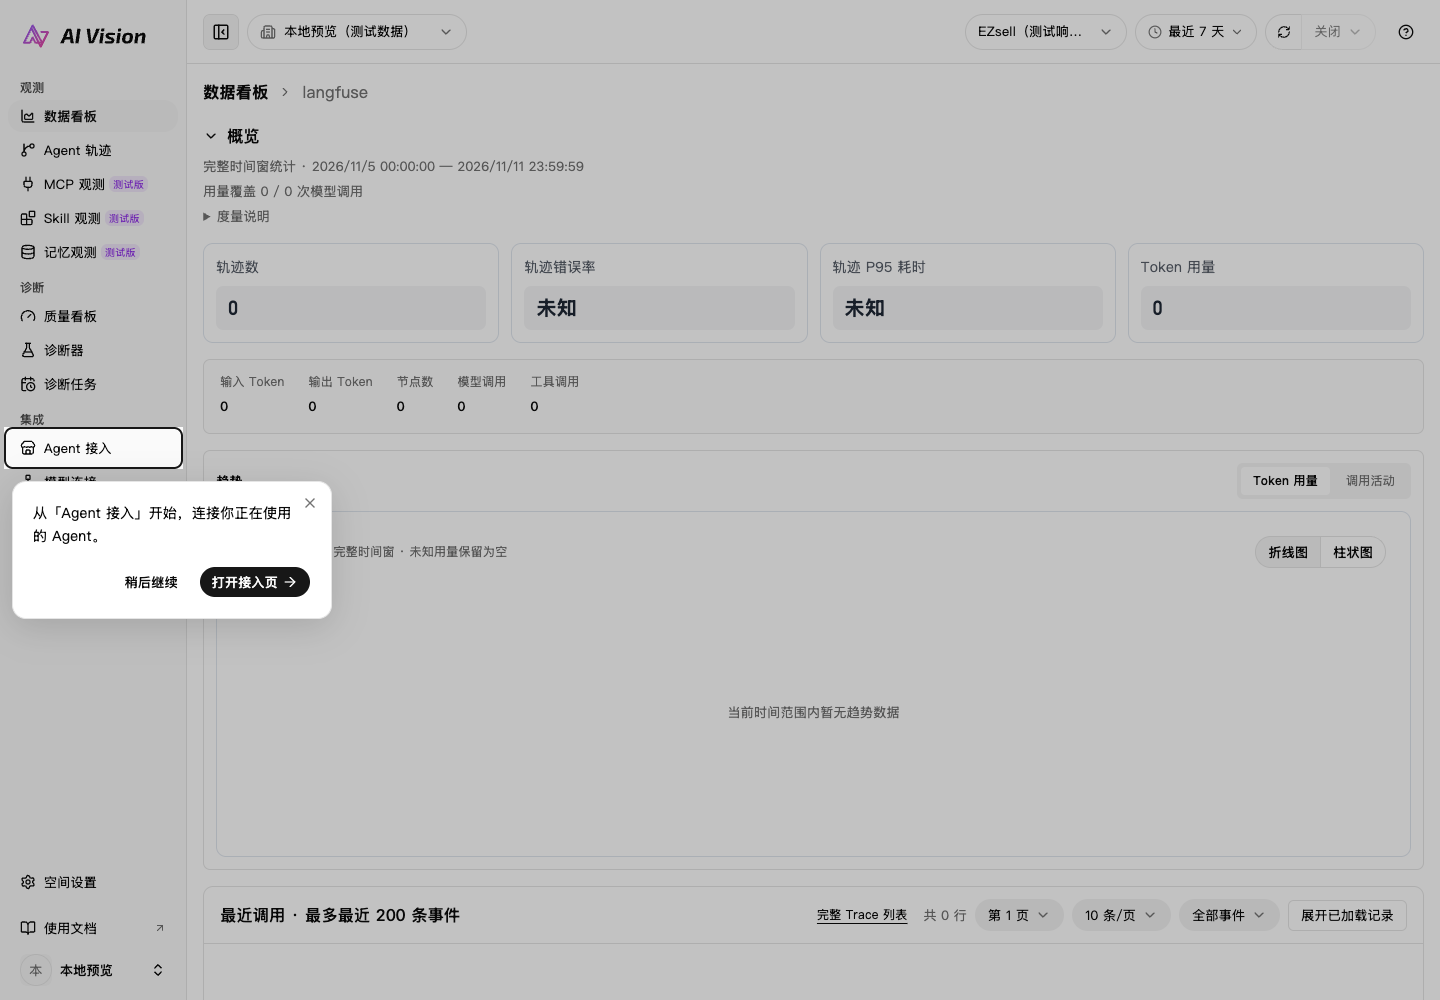 AI Vision
本地预览（测试数据）
EZsell（测试响...
最近 7 天
关闭
观测
数据看板
Agent 轨迹
MCP 观测 测试版
Skill 观测 测试版
记忆观测 测试版
诊断
质量看板
诊断器
诊断任务
集成
Agent 接入
从「Agent 接入」开始，连接你正在使用
的 Agent。
稍后继续
打开接入页
空间设置
使用文档
本 本地预览
数据看板 langfuse
概览
完整时间窗统计 · 2026/11/5 00:00:00 — 2026/11/11 23:59:59
用量覆盖 0 / 0 次模型调用
度量说明
轨迹数
0
轨迹错误率
未知
轨迹 P95 耗时
未知
Token 用量
0
输入 Token
0
输出 Token
0
节点数
0
模型调用
0
工具调用
0
Token 用量
调用活动
完整时间窗 · 未知用量保留为空
折线图
柱状图
当前时间范围内暂无趋势数据
最近调用 · 最多最近 200 条事件
完整 Trace 列表
共 0 行
第 1 页
10 条/页
全部事件
展开已加载记录